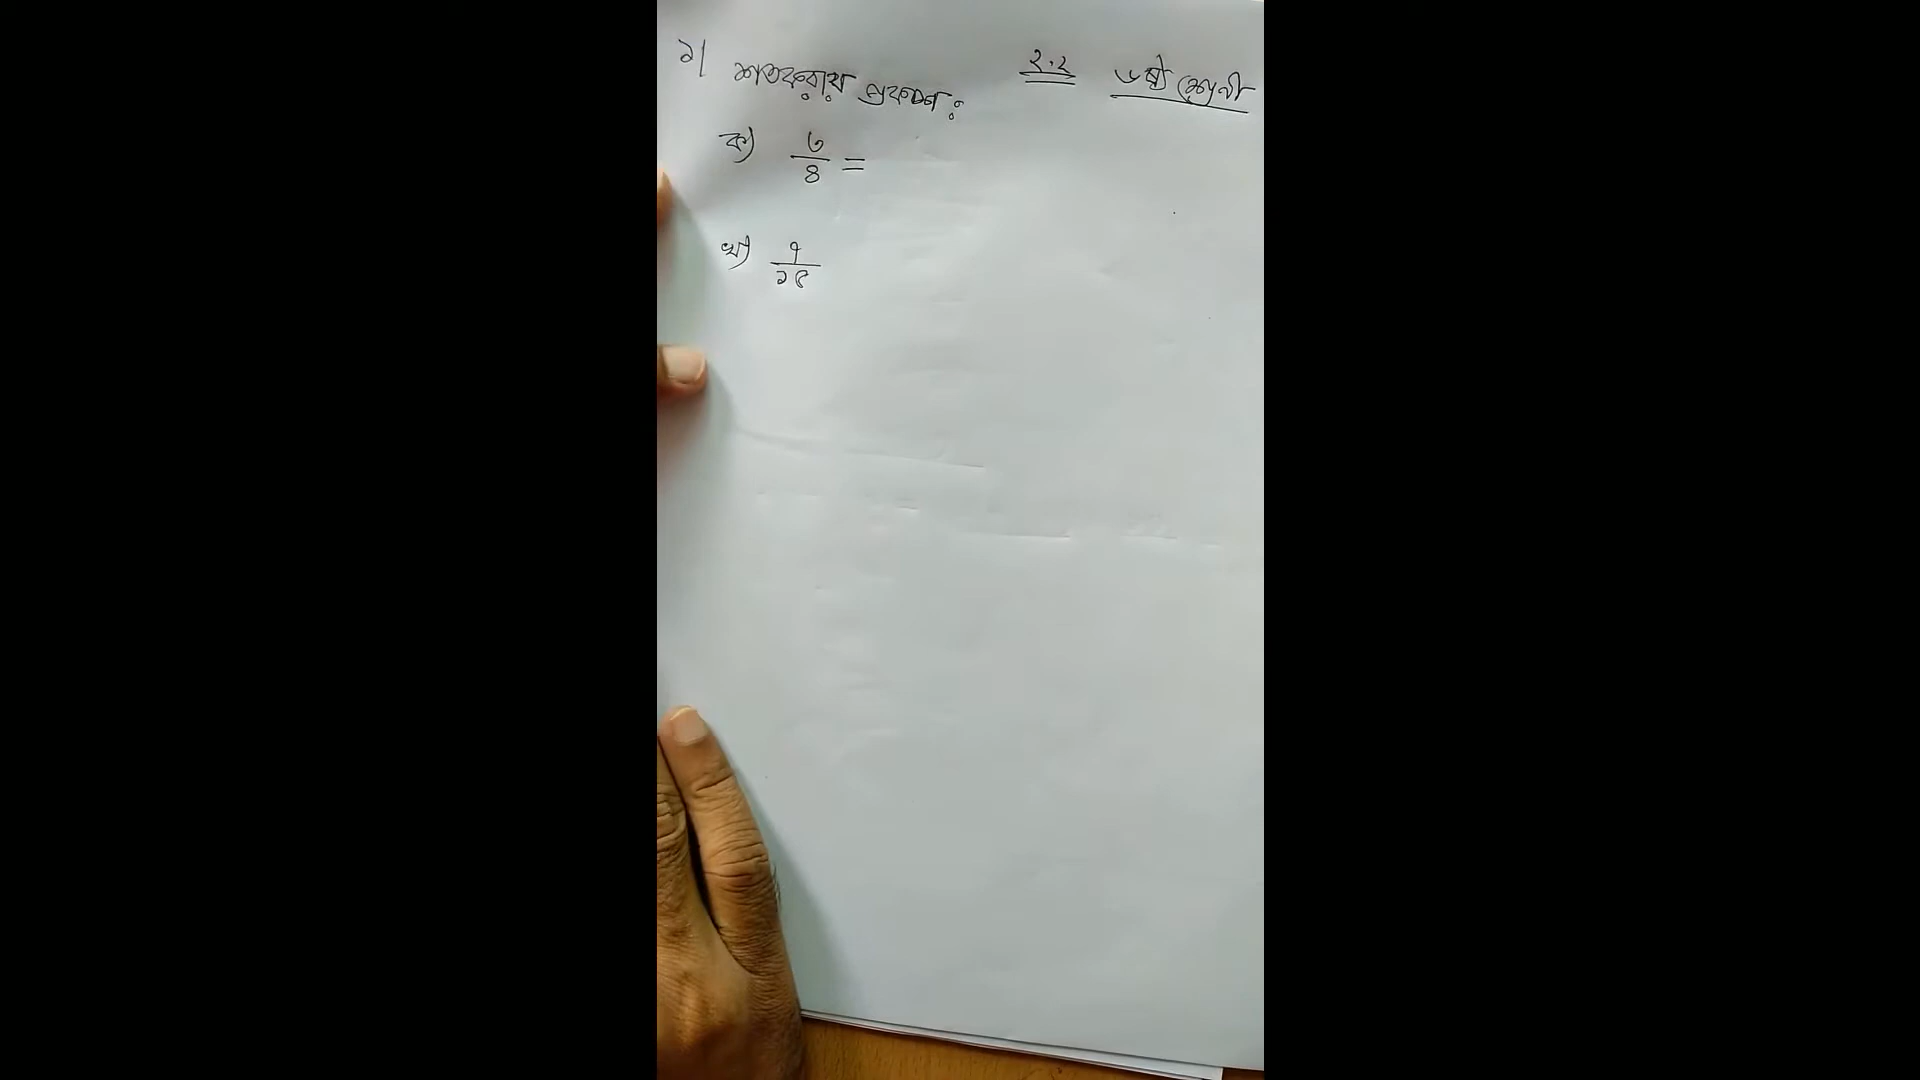 ১। শতকরায় প্রকাশ: ২.২ ৬ষ্ঠ শ্রেণী
ক) ৩/৪ =
খ) ৭/১৫